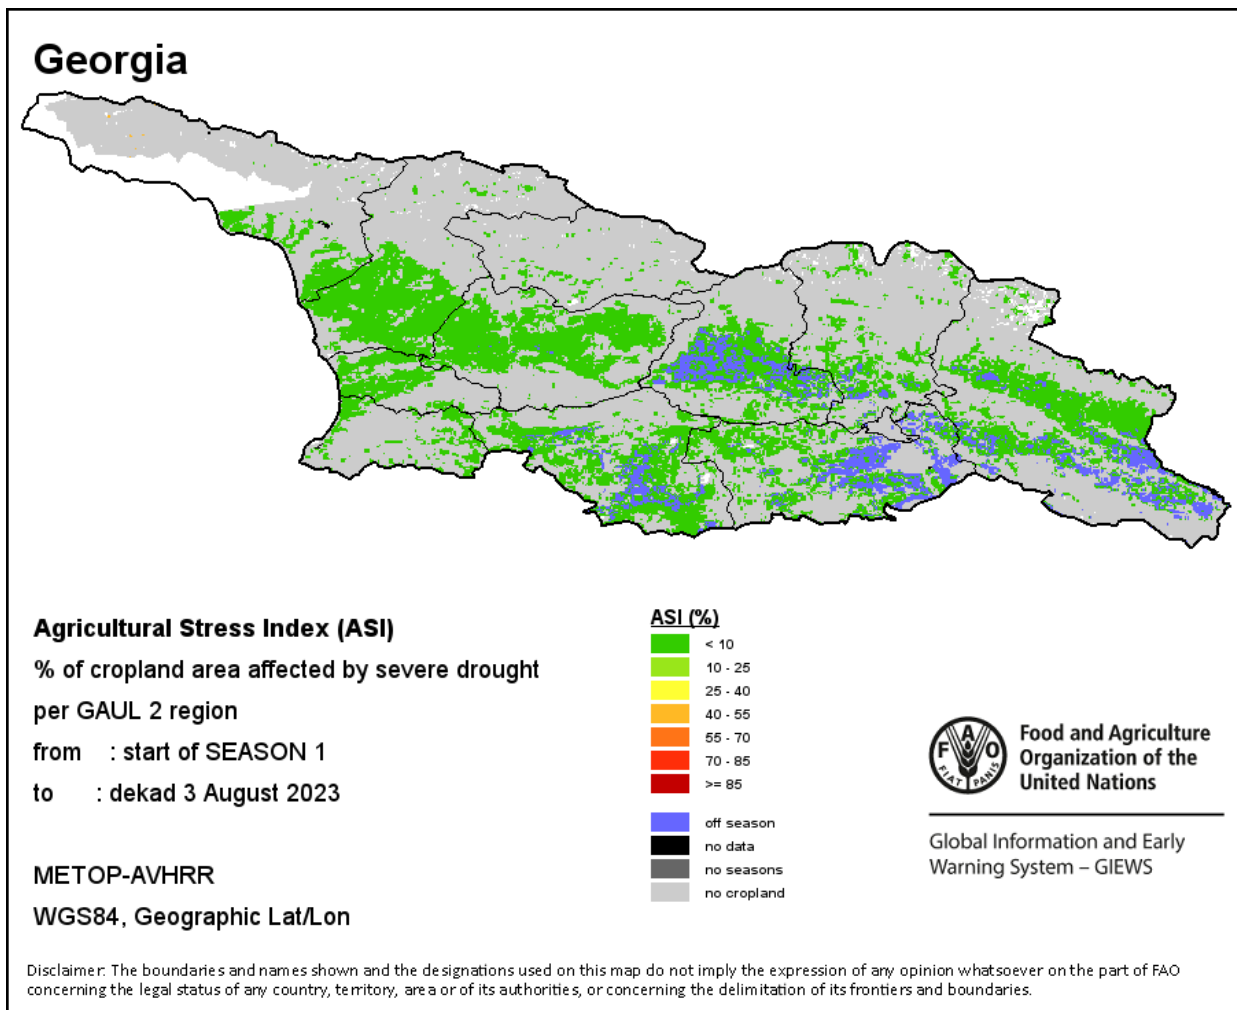 Georgia
Agricultural Stress Index (ASI)
% of cropland area affected by severe drought
per GAUL 2 region
from : start of SEASON 1
to : dekad 3 August 2023
METOP-AVHRR
WGS84, Geographic Lat/Lon
ASI (%)
< 10
10 - 25
25 - 40
40 - 55
55 - 70
70 - 85
>= 85
off season
no data
no seasons
no cropland
F A O
FIAT PANIS
Food and Agriculture
Organization of the
United Nations
Global Information and Early
Warning System – GIEWS
Disclaimer: The boundaries and names shown and the designations used on this map do not imply the expression of any opinion whatsoever on the part of FAO
concerning the legal status of any country, territory, area or of its authorities, or concerning the delimitation of its frontiers and boundaries.